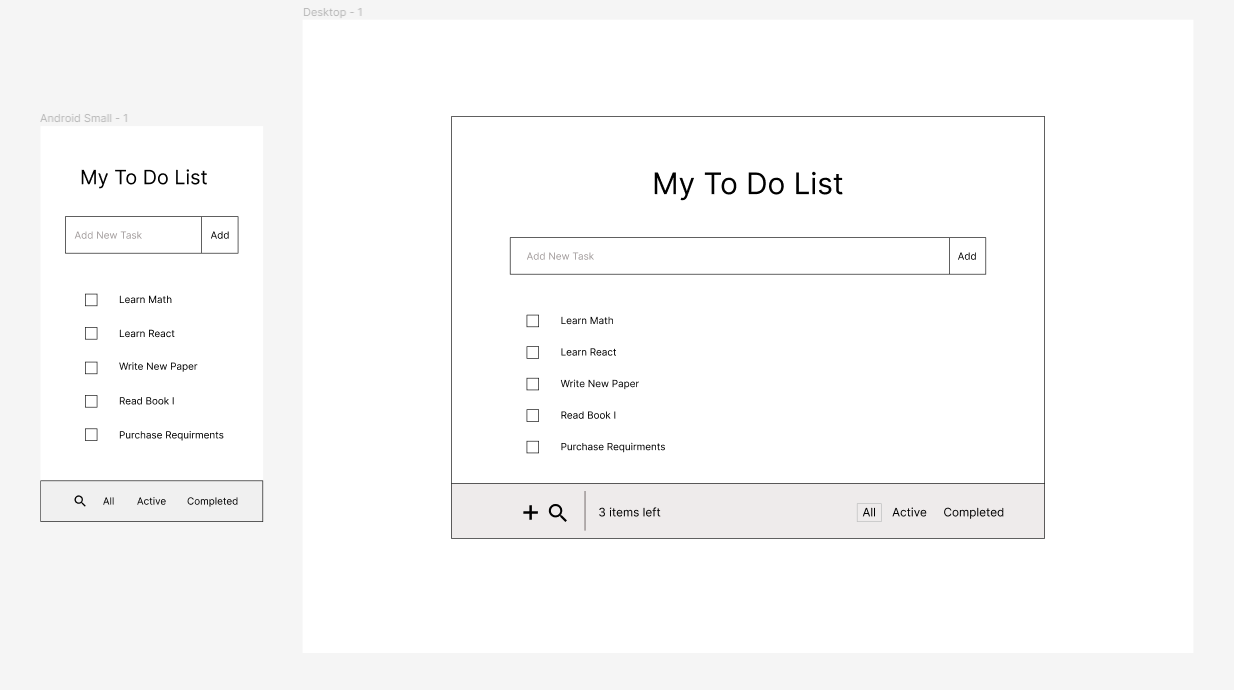 Desktop - 1
Android Small - 1
My To Do List
Add New Task
Add
Learn Math
Learn React
Write New Paper
Read Book I
Purchase Requirments
All
Active
Completed
My To Do List
Add New Task
Add
Learn Math
Learn React
Write New Paper
Read Book I
Purchase Requirments
3 items left
All
Active
Completed